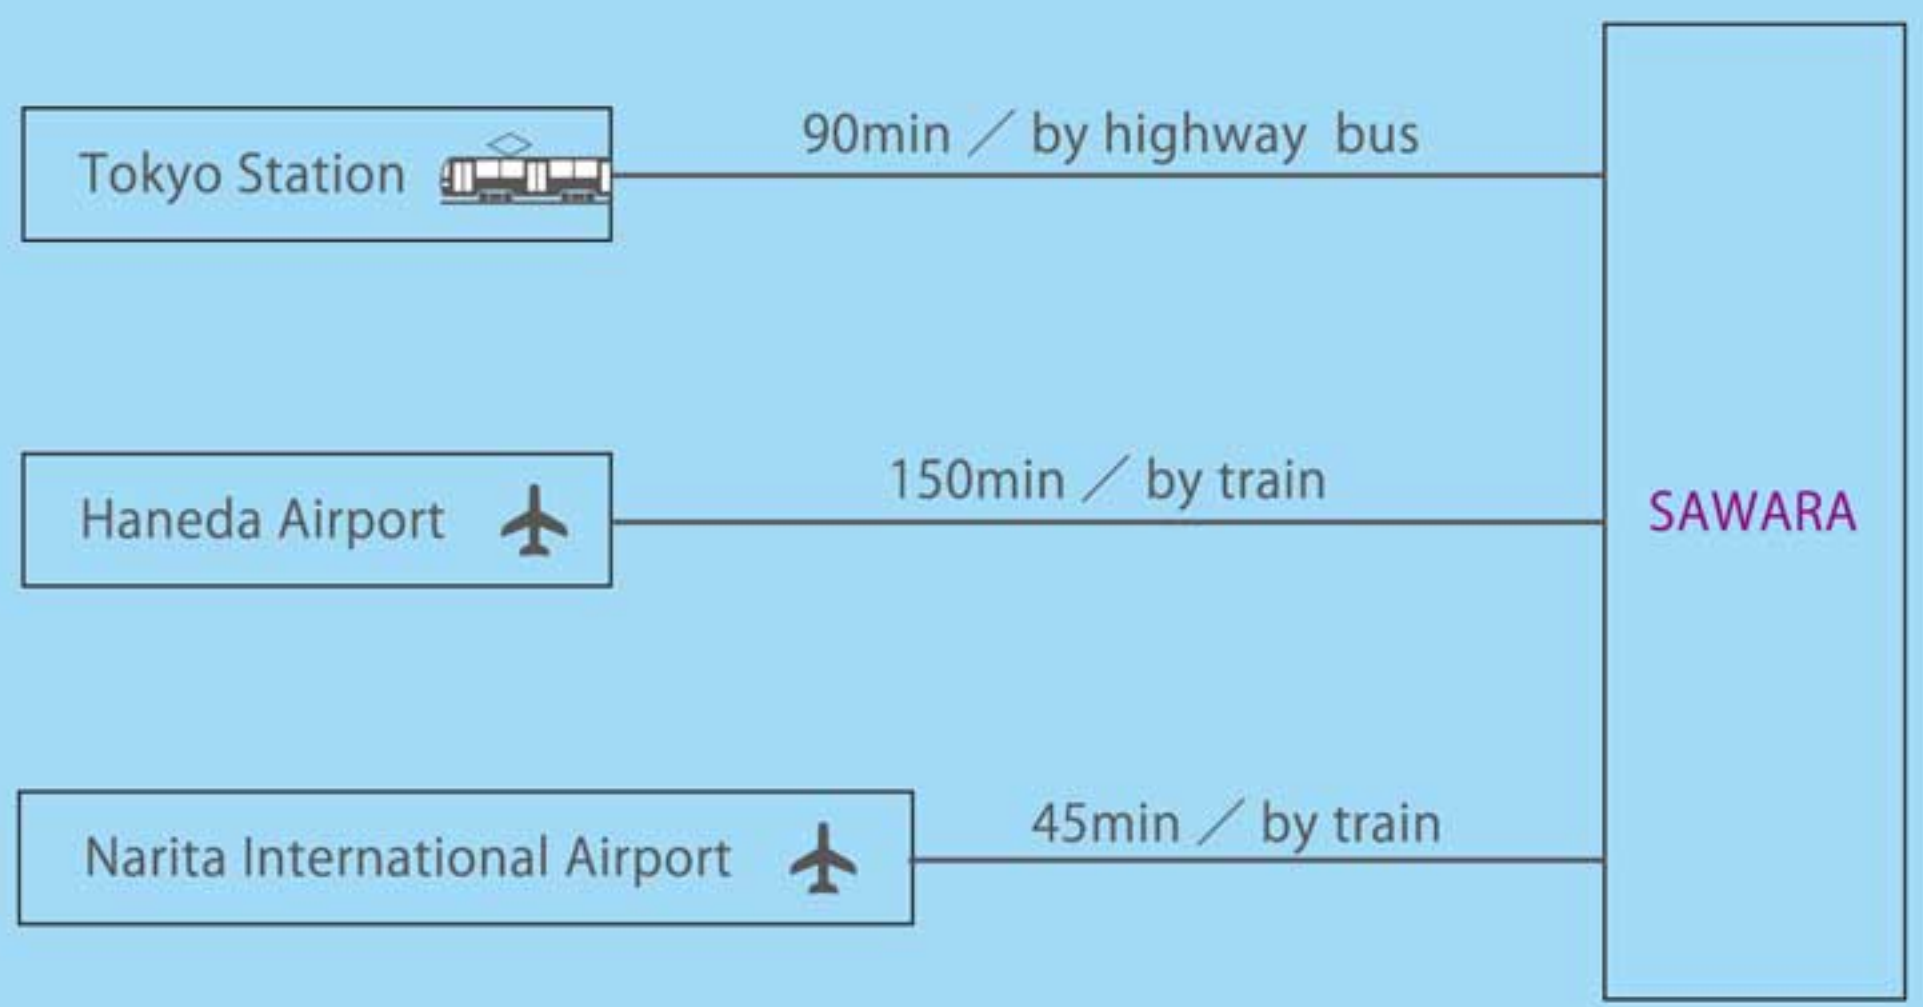 90min ／ by highway bus
Tokyo Station
150min ／ by train
Haneda Airport
SAWARA
45min ／ by train
Narita International Airport